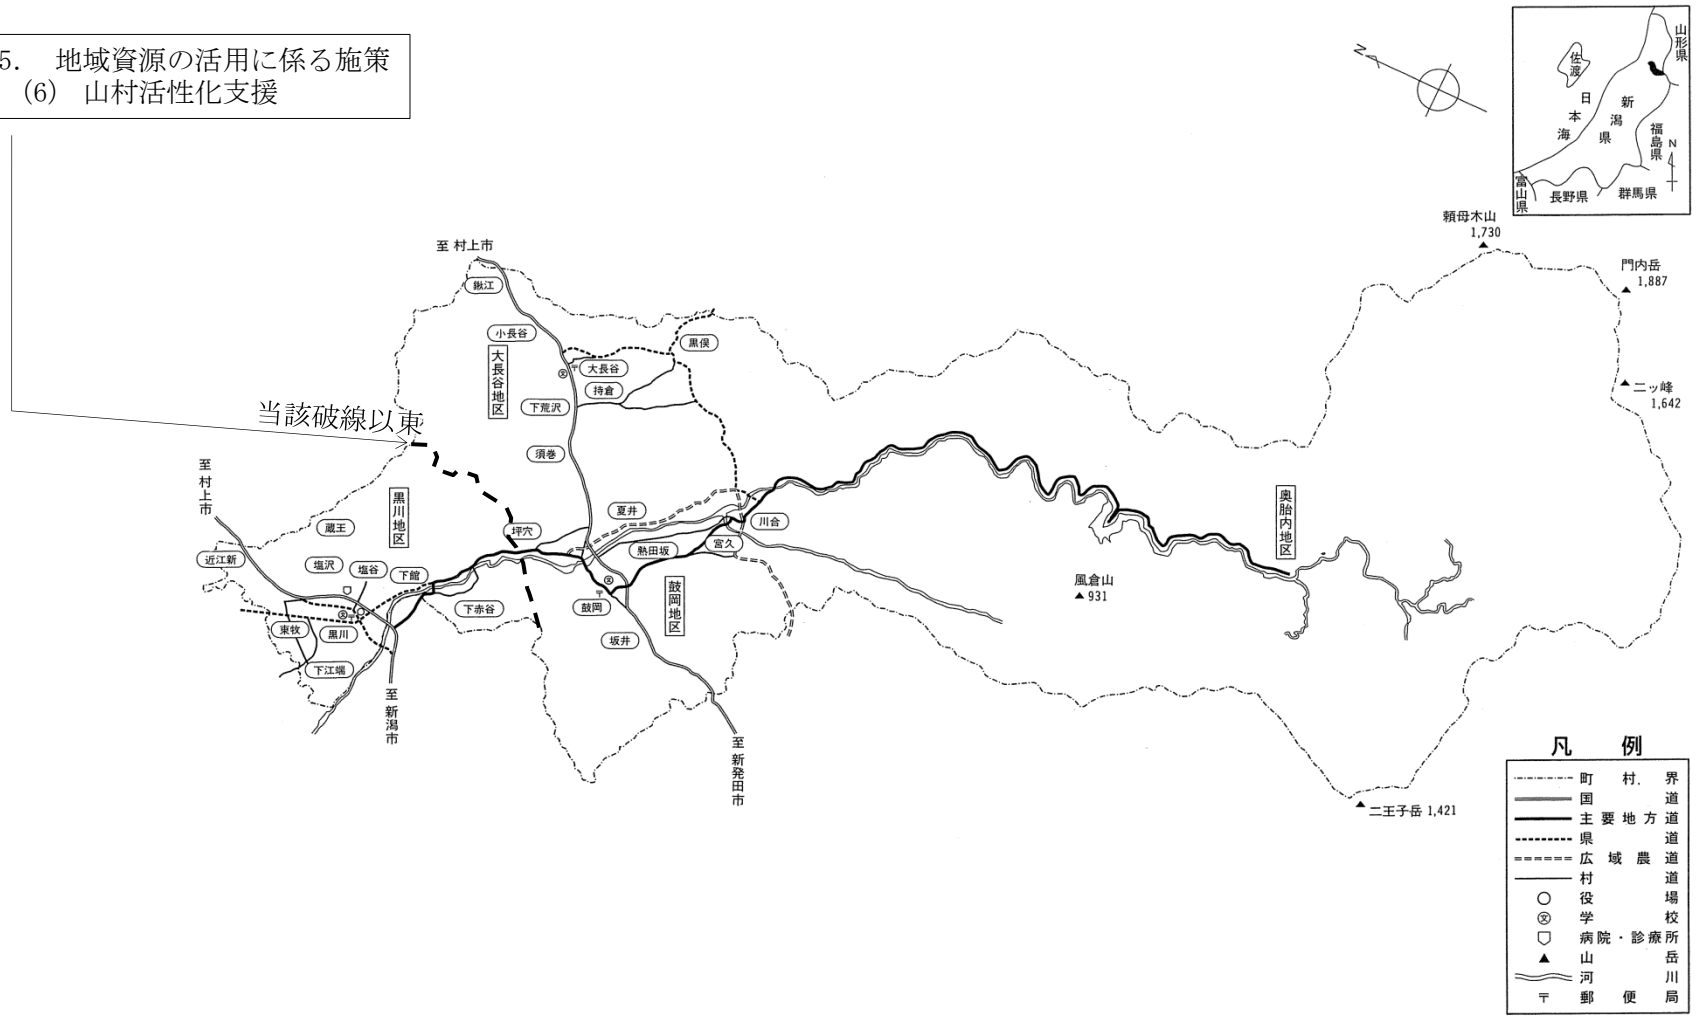 5. 地域資源の活用に係る施策
(6) 山村活性化支援
当該破線以東
N
山形県
佐渡
日本海
新潟県
福島県
N
富山県
長野県
群馬県
頼母木山
1,730
門内岳
1,887
二ッ峰
1,642
至 村上市
鍬江
小長谷
大長谷地区
黒俣
大長谷
持倉
下荒沢
須巻
至 村上市
黒川地区
蔵王
夏井
坪穴
川合
宮久
熱田坂
近江新
塩沢
塩谷
下館
下赤谷
鼓岡
鼓岡地区
坂井
東牧
黒川
下江端
至 新潟市
至 新発田市
奥胎内地区
風倉山
931
二王子岳 1,421
凡例
町村界
国道
主要地方道
県道
広域農道
村道
役場
文 学校
病院・診療所
山岳
河川
〒 郵便局